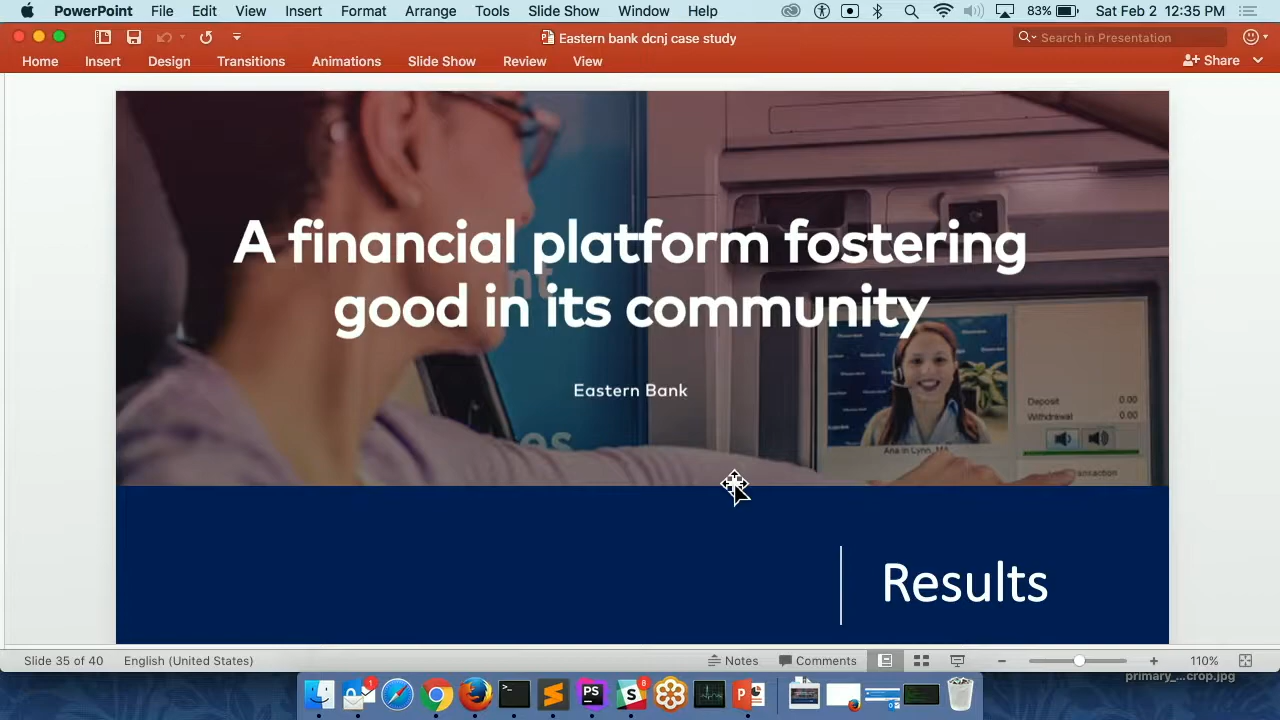 PowerPoint File Edit View Insert Format Arrange Tools Slide Show Window Help 83% Sat Feb 2 12:35 PM
Eastern bank dcnj case study
Search in Presentation
Home Insert Design Transitions Animations Slide Show Review View Share
A financial platform fostering
good in its community
Eastern Bank
Deposit 0.00
Withdrawal 0.00
Results
Slide 35 of 40 English (United States) Notes Comments 110%
primary_...crop.jpg
1
>_
PS
S
8
P